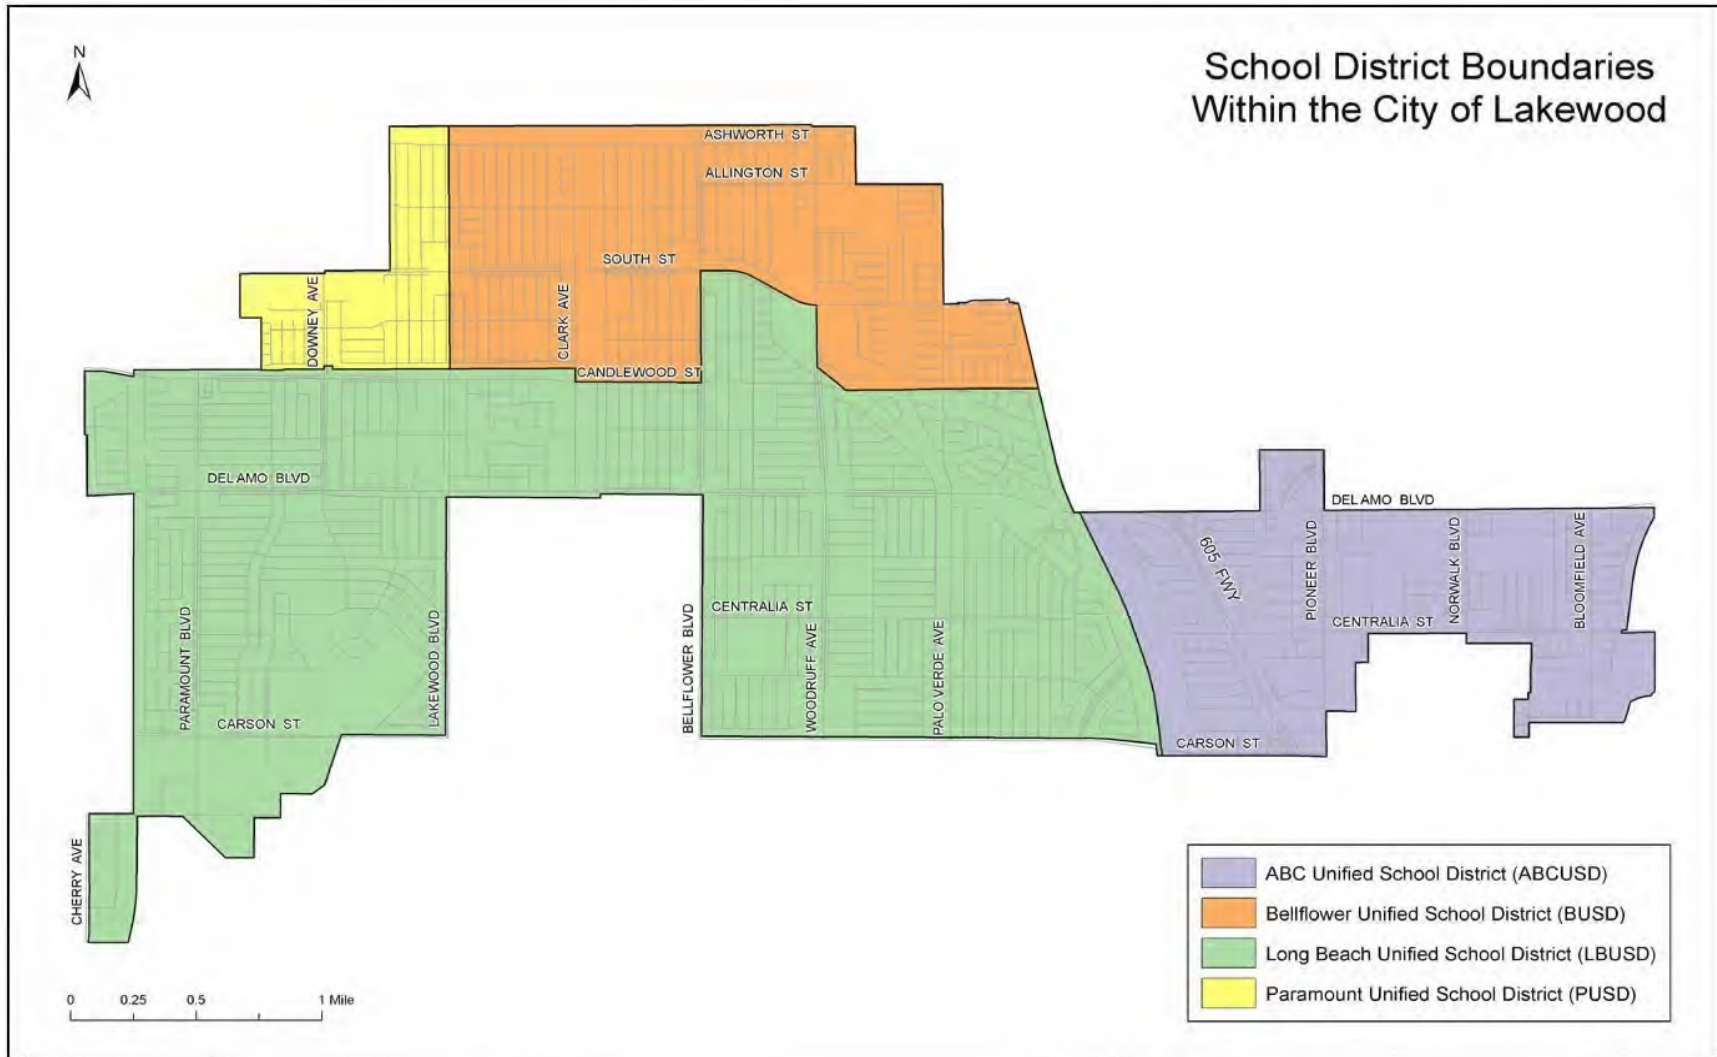 N
School District Boundaries
Within the City of Lakewood
ASHWORTH ST
ALLINGTON ST
SOUTH ST
DOWNEY AVE
CLARK AVE
CANDLEWOOD ST
DEL AMO BLVD
DEL AMO BLVD
605 FWY
PIONEER BLVD
NORWALK BLVD
BLOOMFIELD AVE
CENTRALIA ST
CENTRALIA ST
PARAMOUNT BLVD
LAKEWOOD BLVD
BELLFLOWER BLVD
WOODRUFF AVE
PALO VERDE AVE
CARSON ST
CARSON ST
CHERRY AVE
ABC Unified School District (ABCUSD)
Bellflower Unified School District (BUSD)
Long Beach Unified School District (LBUSD)
Paramount Unified School District (PUSD)
0 0.25 0.5 1 Mile